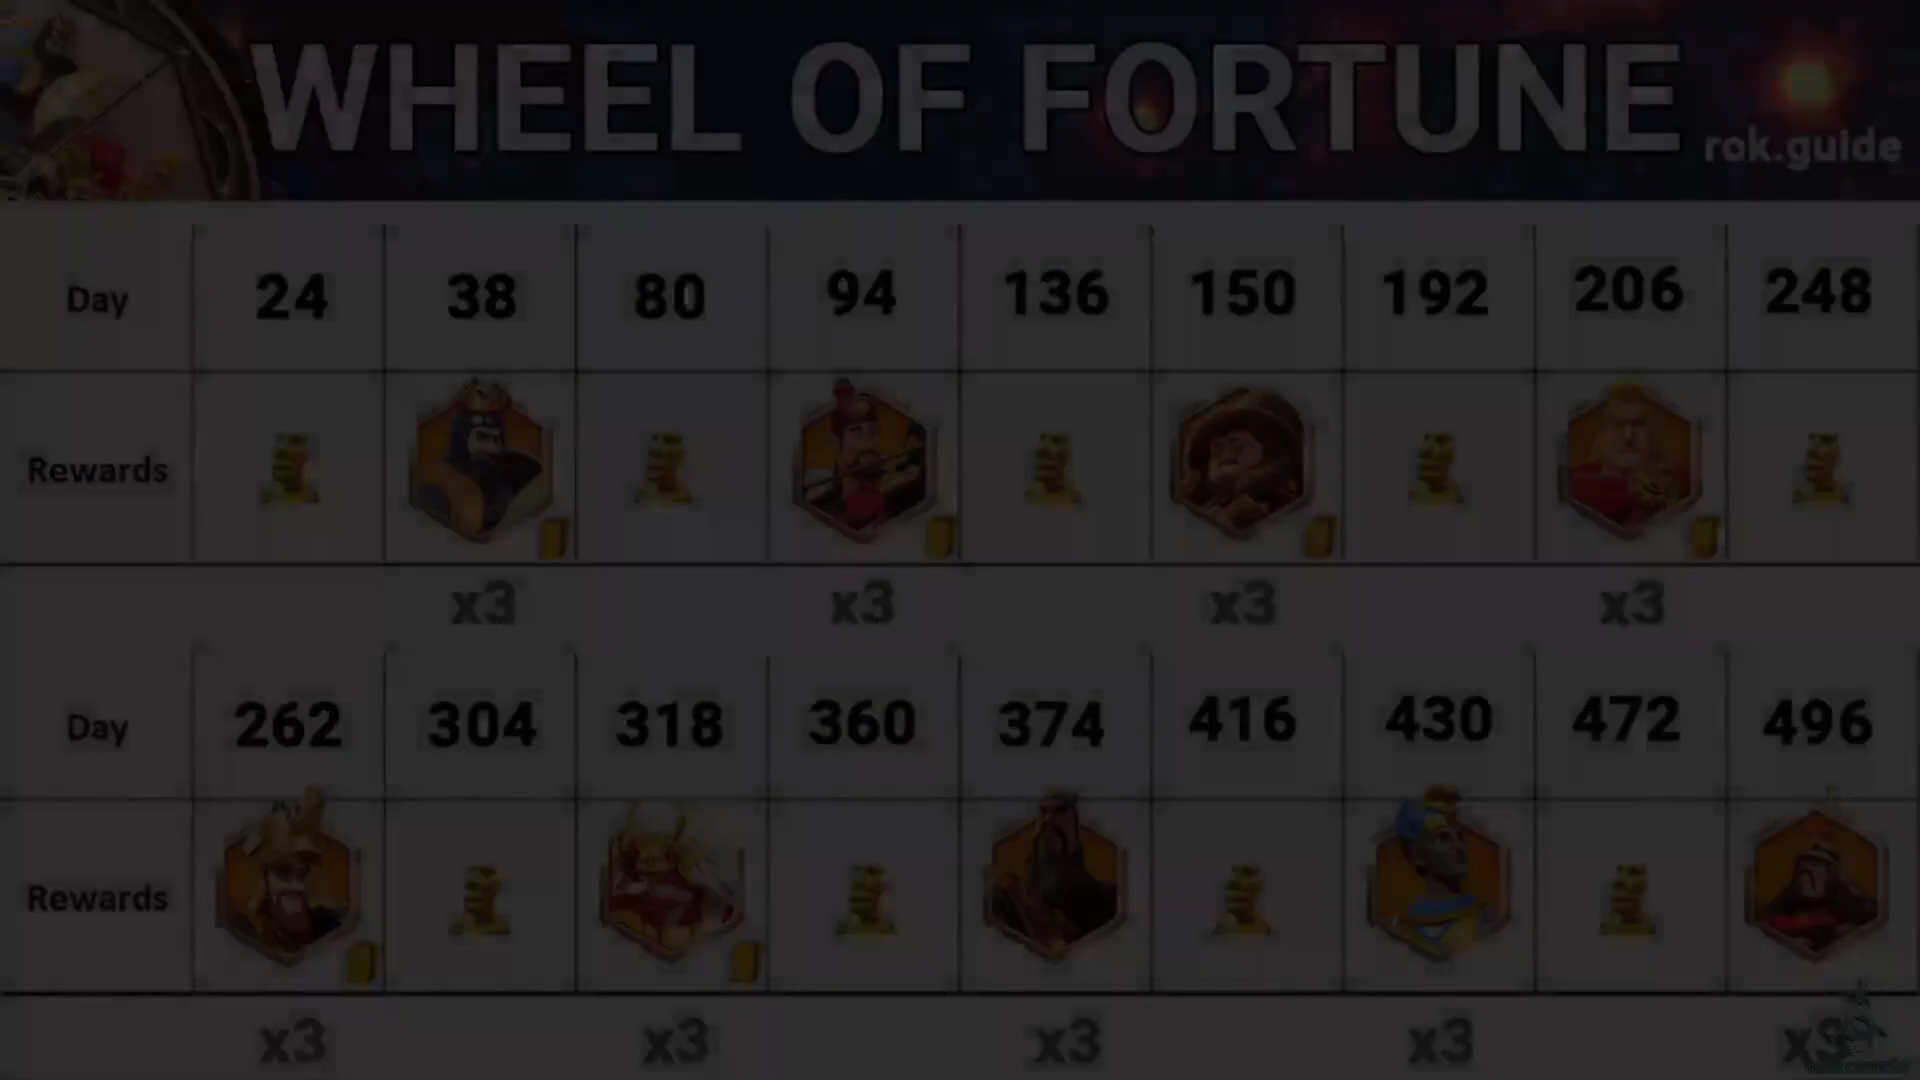 WHEEL OF FORTUNE
rok.guide
Day 24 38 80 94 136 150 192 206 248
Rewards
x3 x3 x3 x3
Day 262 304 318 360 374 416 430 472 496
Rewards
x3 x3 x3 x3 x3